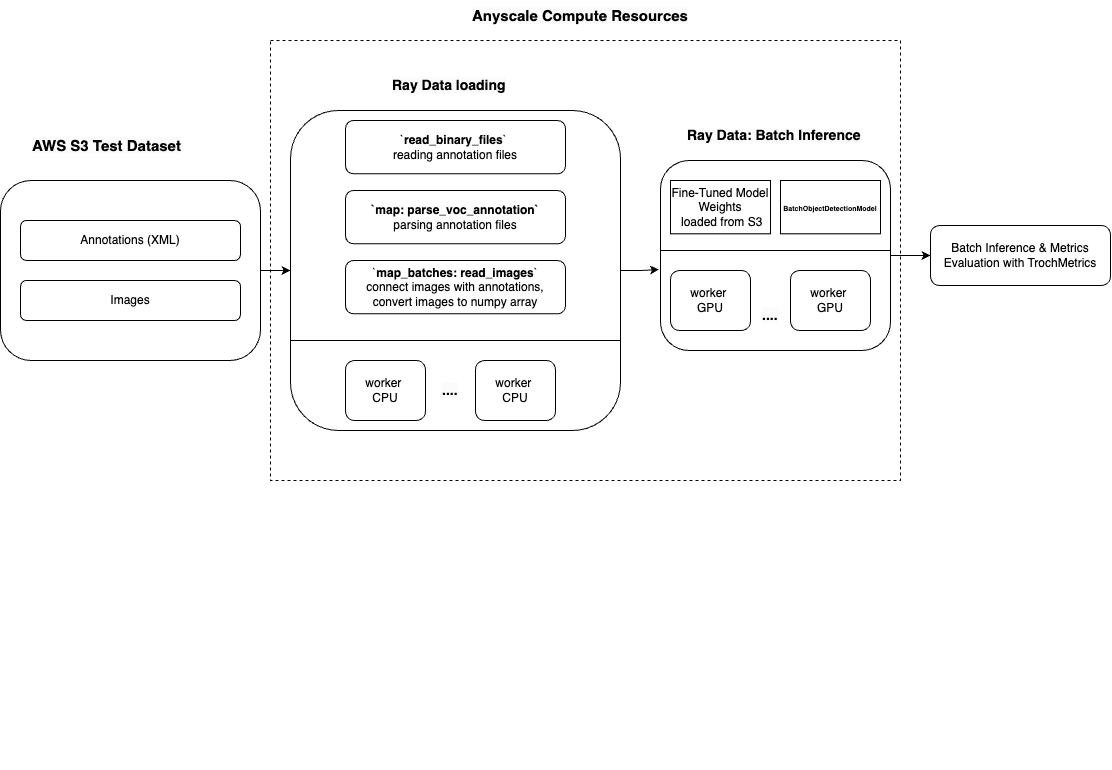 Anyscale Compute Resources
AWS S3 Test Dataset
Annotations (XML)
Images
Ray Data loading
`read_binary_files`
reading annotation files
`map: parse_voc_annotation`
parsing annotation files
`map_batches: read_images`
connect images with annotations,
convert images to numpy array
worker
CPU
....
worker
CPU
Ray Data: Batch Inference
Fine-Tuned Model
Weights
loaded from S3
BatchObjectDetectionModel
worker
GPU
....
worker
GPU
Batch Inference & Metrics
Evaluation with TrochMetrics